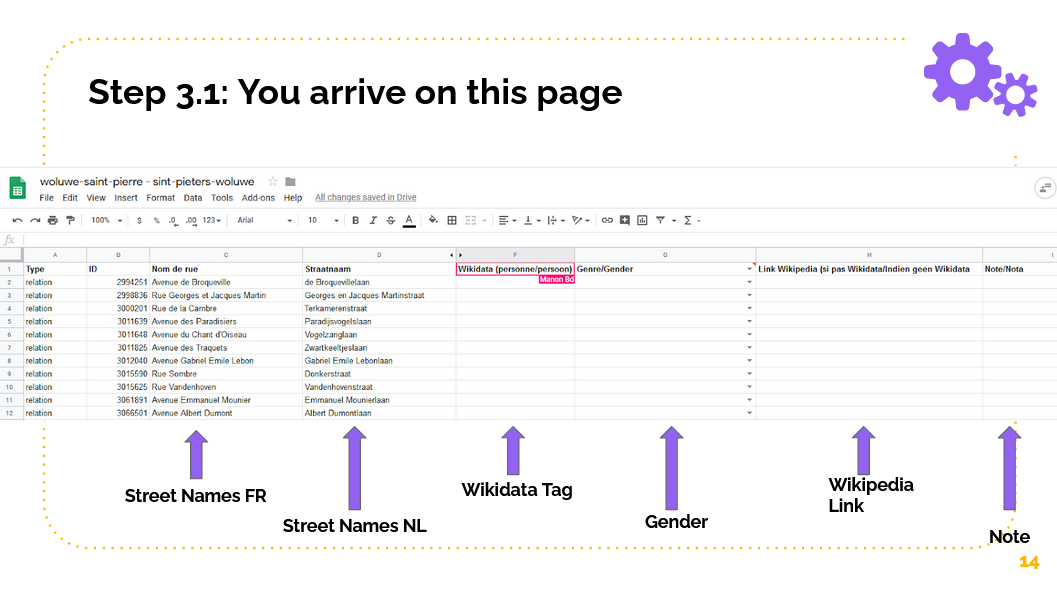 Step 3.1: You arrive on this page
woluwe-saint-pierre - sint-pieters-woluwe
File Edit View Insert Format Data Tools Add-ons Help All changes saved in Drive
100% $ % .0 .00 123 Arial 10 B I S A Σ
fx
A B C D F G H I
1 Type ID Nom de rue Straatnaam Wikidata (personne/persoon) Genre/Gender Link Wikipedia (si pas Wikidata/Indien geen Wikidata Note/Nota
2 relation 2994251 Avenue de Broqueville de Broquevillelaan Manon Bd
3 relation 2998836 Rue Georges et Jacques Martin Georges en Jacques Martinstraat
4 relation 3000201 Rue de la Cambre Terkamerenstraat
5 relation 3011639 Avenue des Paradisiers Paradijsvogelslaan
6 relation 3011648 Avenue du Chant d'Oiseau Vogelzanglaan
7 relation 3011825 Avenue des Traquets Zwartkeeltjeslaan
8 relation 3012040 Avenue Gabriel Emile Lebon Gabriel Emile Lebonlaan
9 relation 3015590 Rue Sombre Donkerstraat
10 relation 3015625 Rue Vandenhoven Vandenhovenstraat
11 relation 3061891 Avenue Emmanuel Mounier Emmanuel Mounierlaan
12 relation 3066501 Avenue Albert Dumont Albert Dumontlaan
Street Names FR
Street Names NL
Wikidata Tag
Gender
Wikipedia
Link
Note
14